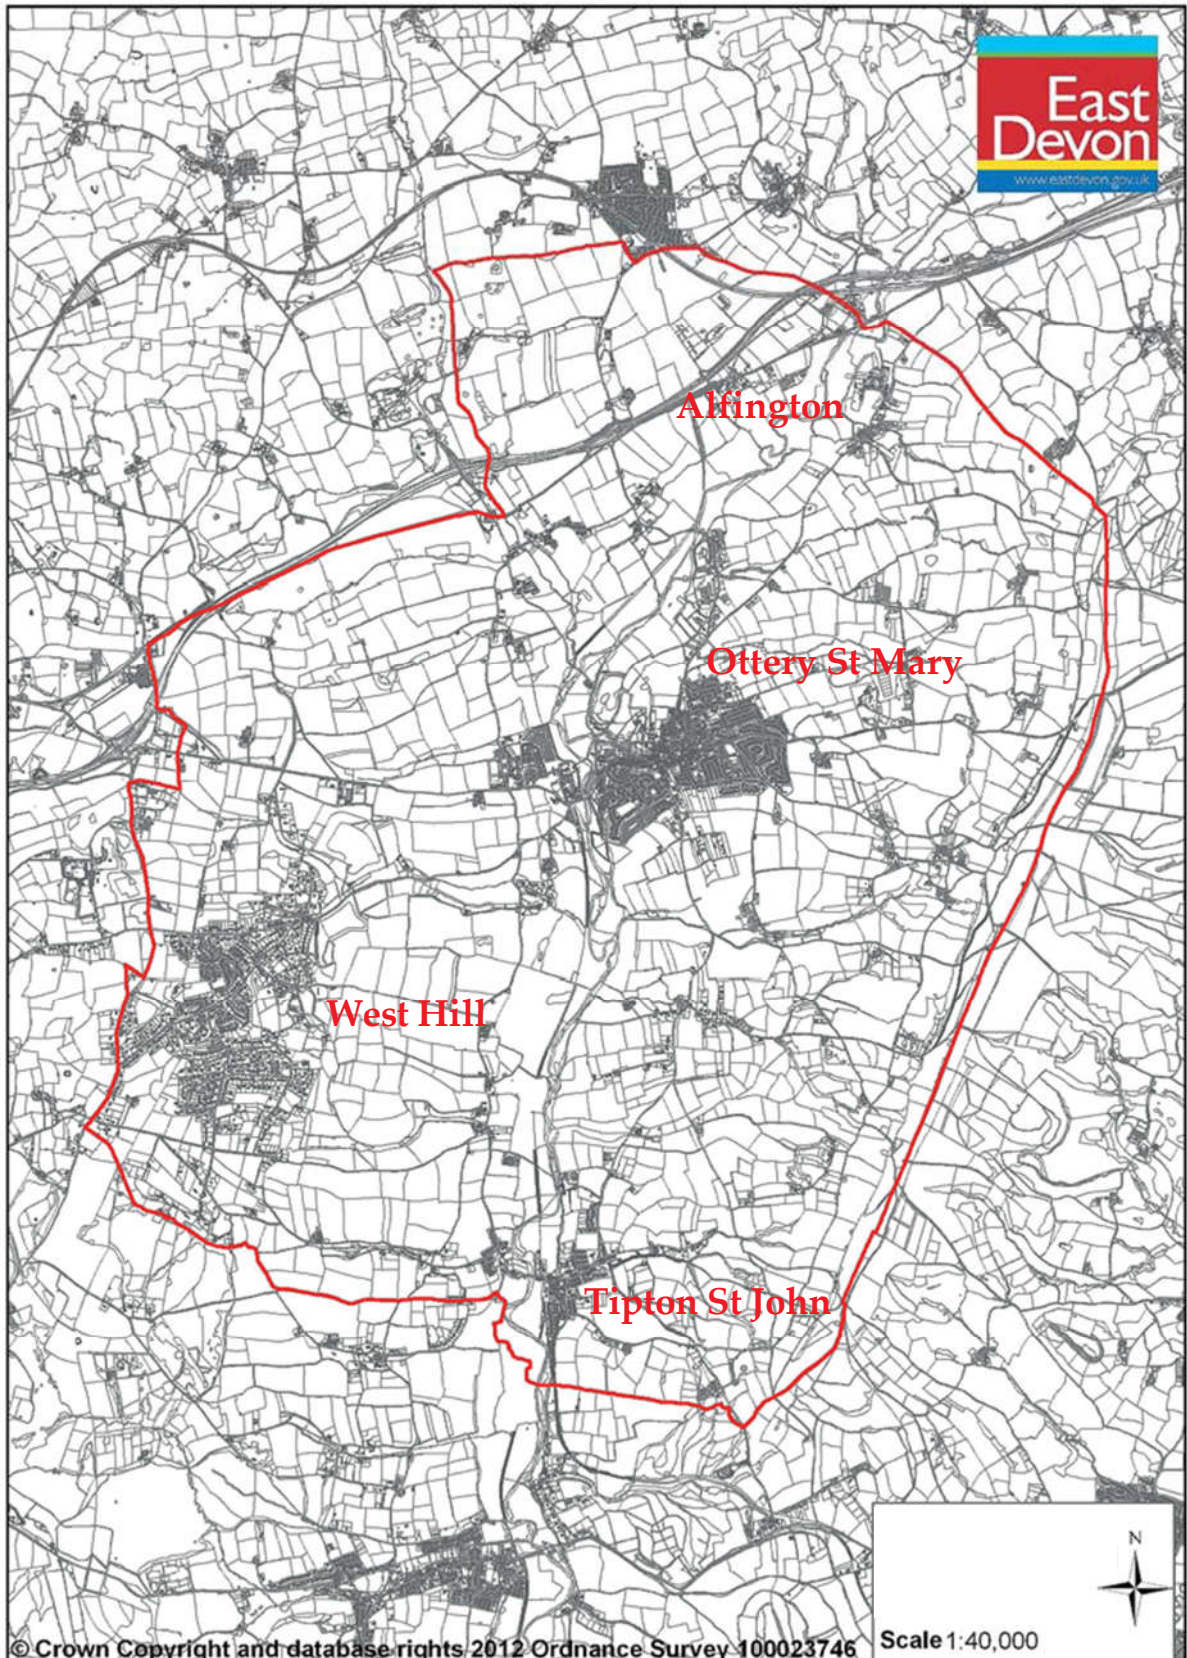 East
Devon
www.eastdevon.gov.uk
Alfington
Ottery St Mary
West Hill
Tipton St John
N
© Crown Copyright and database rights 2012 Ordnance Survey 100023746
Scale 1:40,000